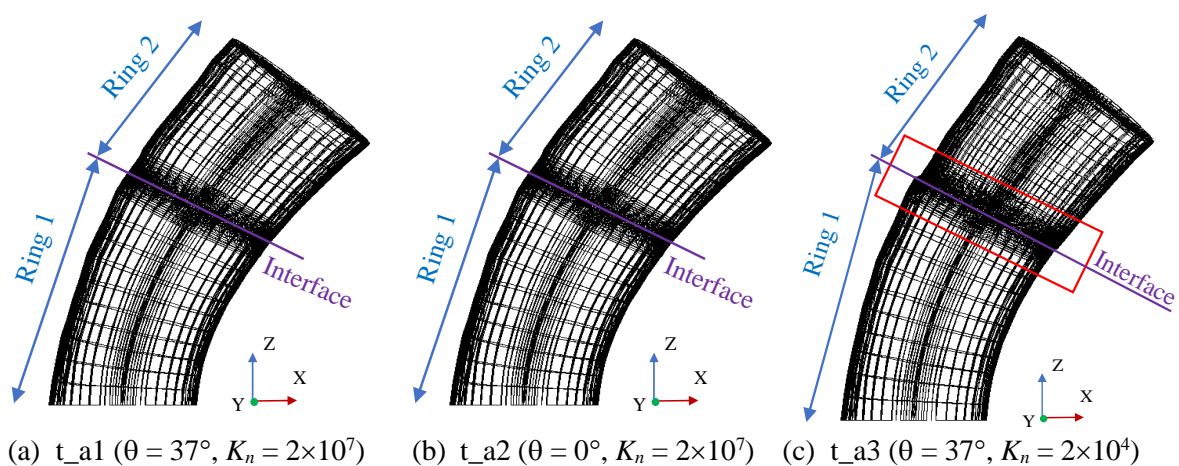 Ring 2
Ring 1
Interface
Z
X
Y
(a) t_a1 (θ = 37°, Kₙ = 2×10⁷)
Ring 2
Ring 1
Interface
Z
X
Y
(b) t_a2 (θ = 0°, Kₙ = 2×10⁷)
Ring 2
Ring 1
Interface
Z
X
Y
(c) t_a3 (θ = 37°, Kₙ = 2×10⁴)